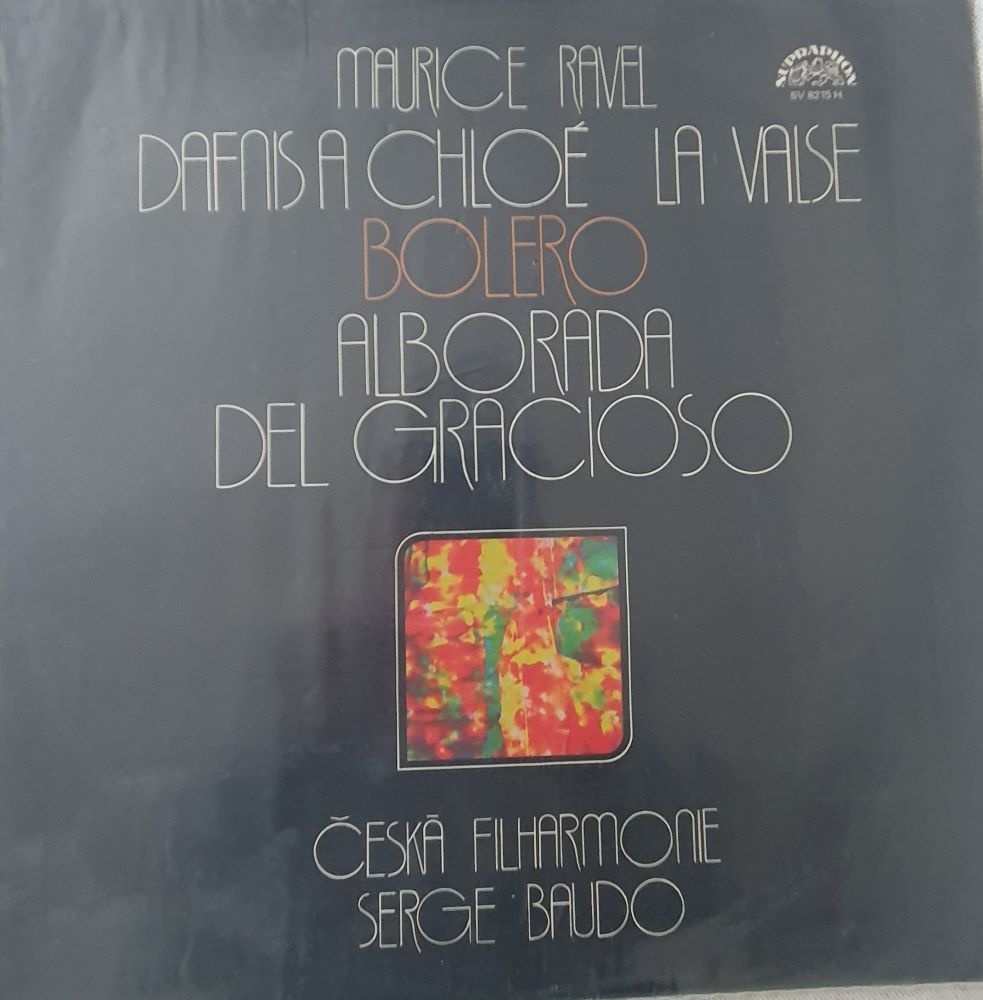 MAURICE RAVEL
SUPRAPHON
SV 8215 H
DAFNIS A CHLOÉ LA VALSE
BOLERO
ALBORADA
DEL GRACIOSO
ČESKÁ FILHARMONIE
SERGE BAUDO